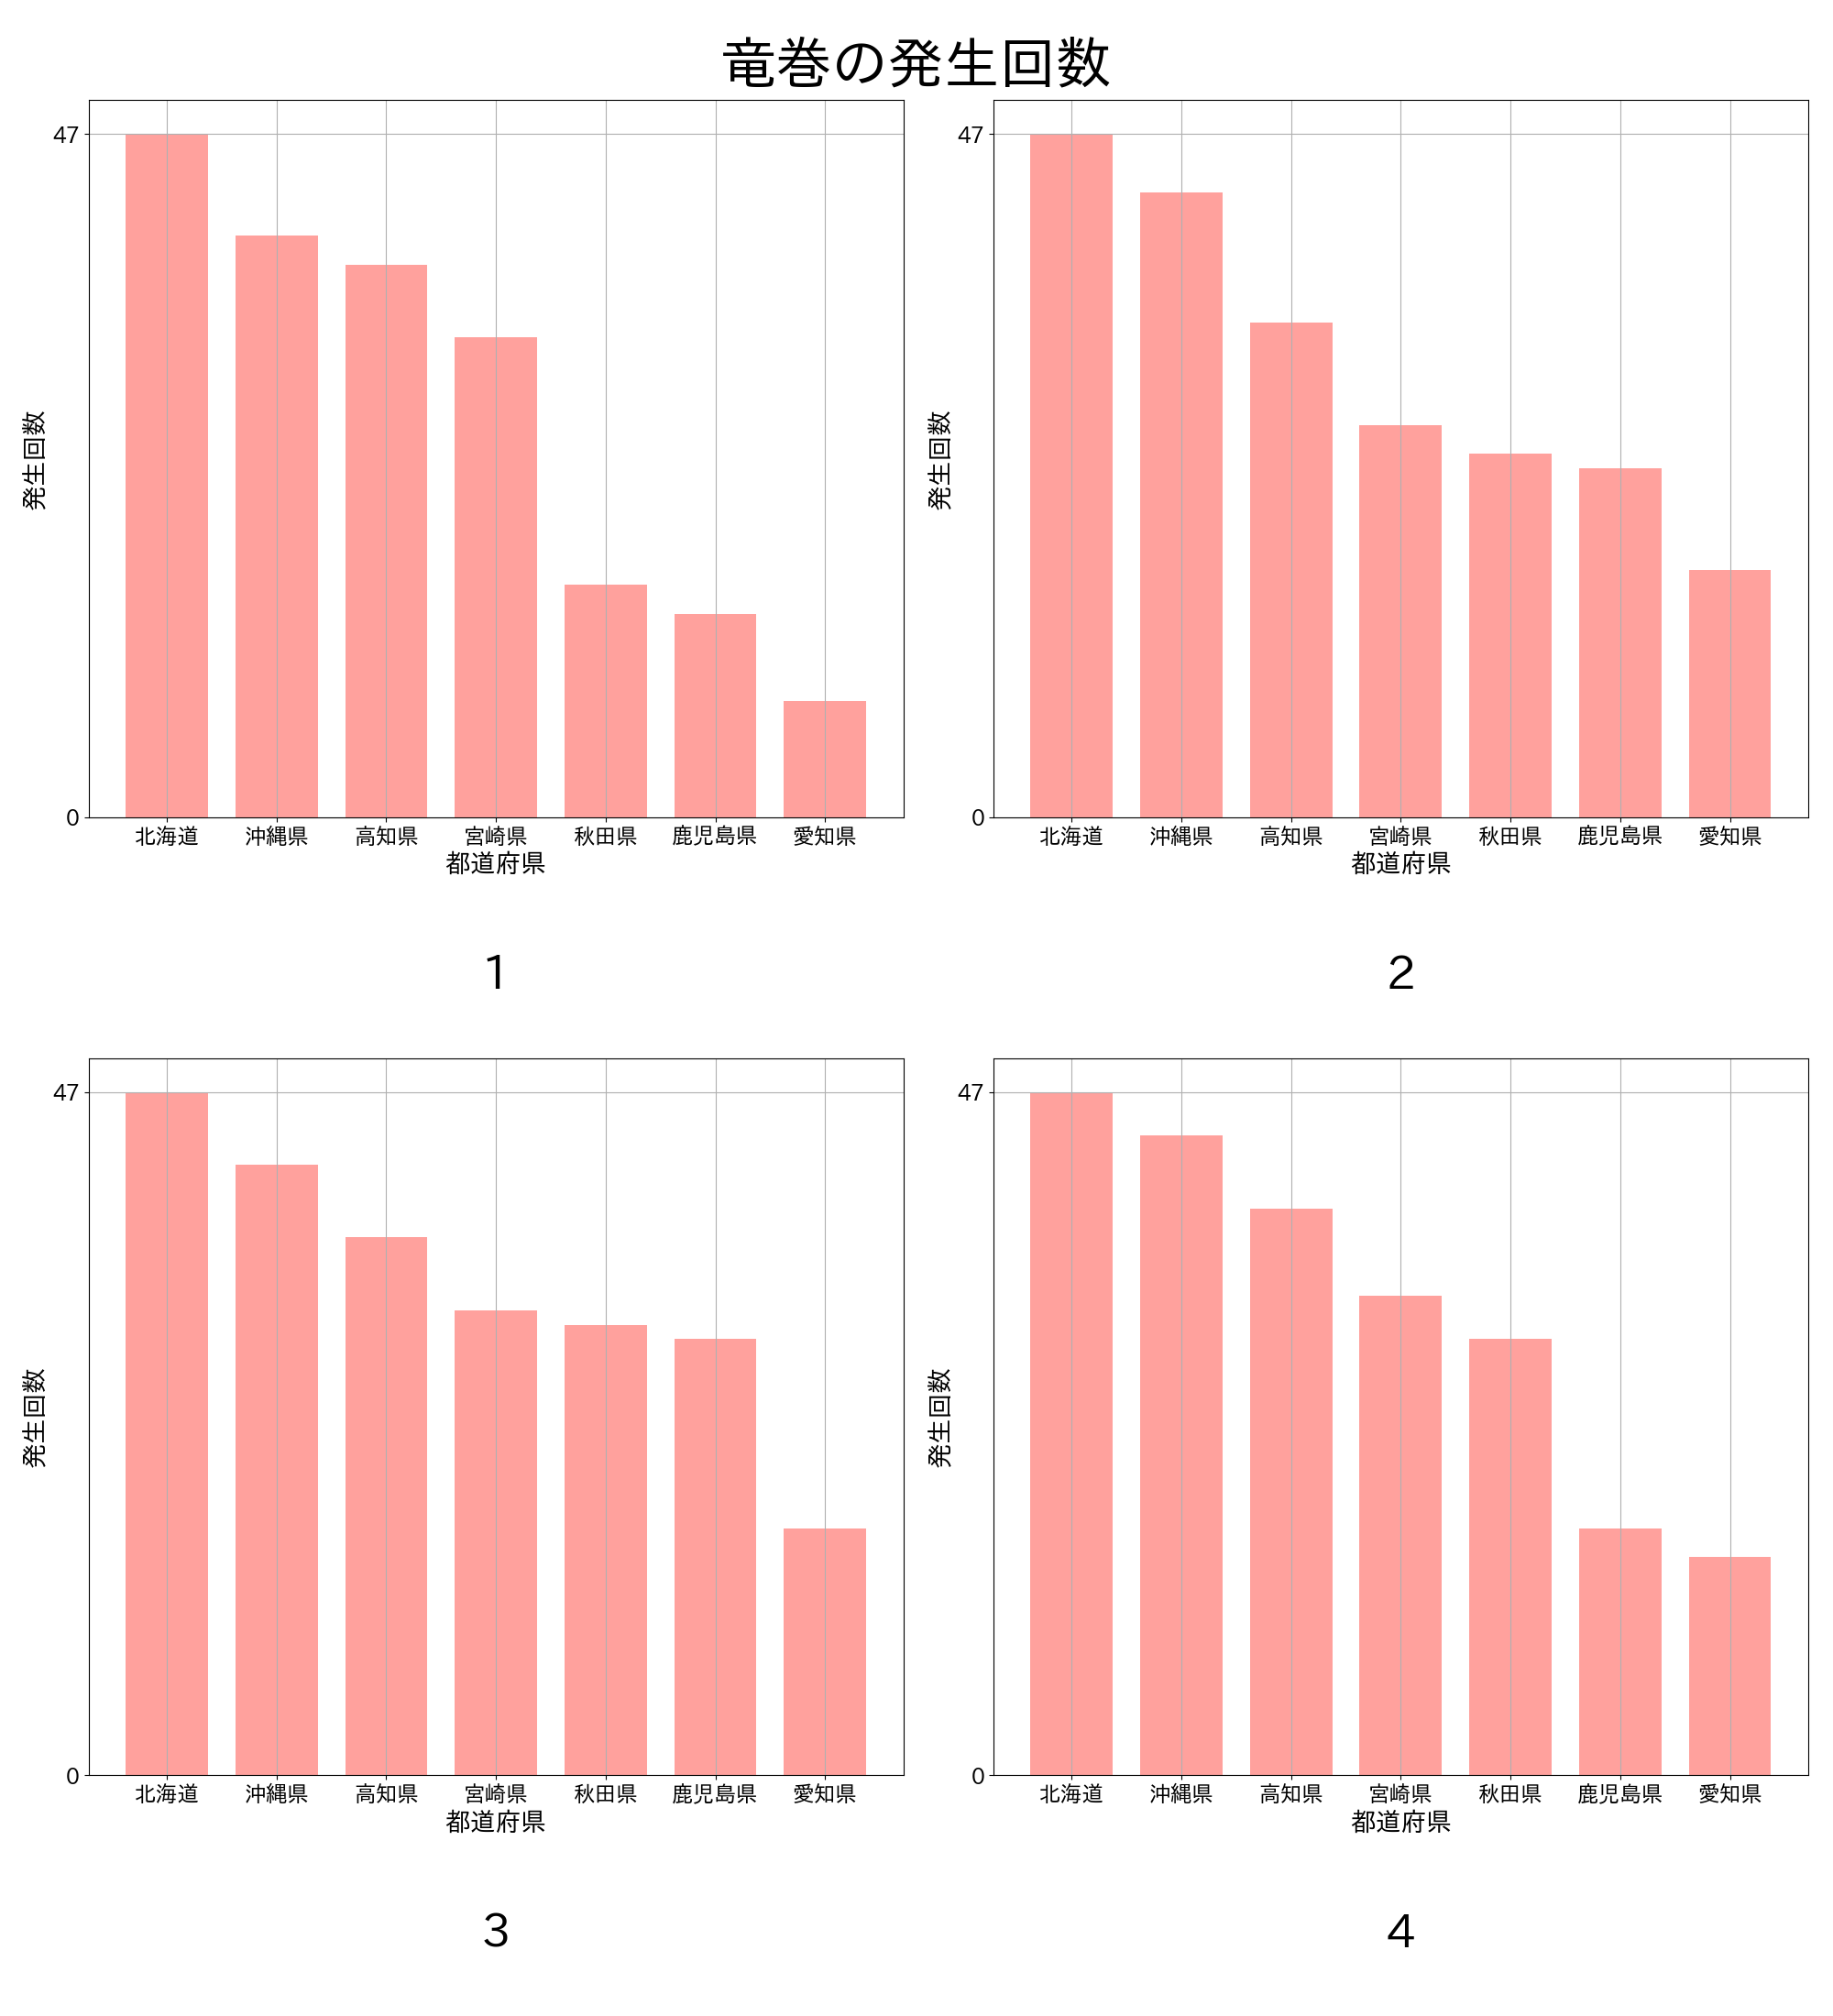 竜巻の発生回数
47
0
発生回数
北海道 沖縄県 高知県 宮崎県 秋田県 鹿児島県 愛知県
都道府県
1
47
0
発生回数
北海道 沖縄県 高知県 宮崎県 秋田県 鹿児島県 愛知県
都道府県
2
47
0
発生回数
北海道 沖縄県 高知県 宮崎県 秋田県 鹿児島県 愛知県
都道府県
3
47
0
発生回数
北海道 沖縄県 高知県 宮崎県 秋田県 鹿児島県 愛知県
都道府県
4